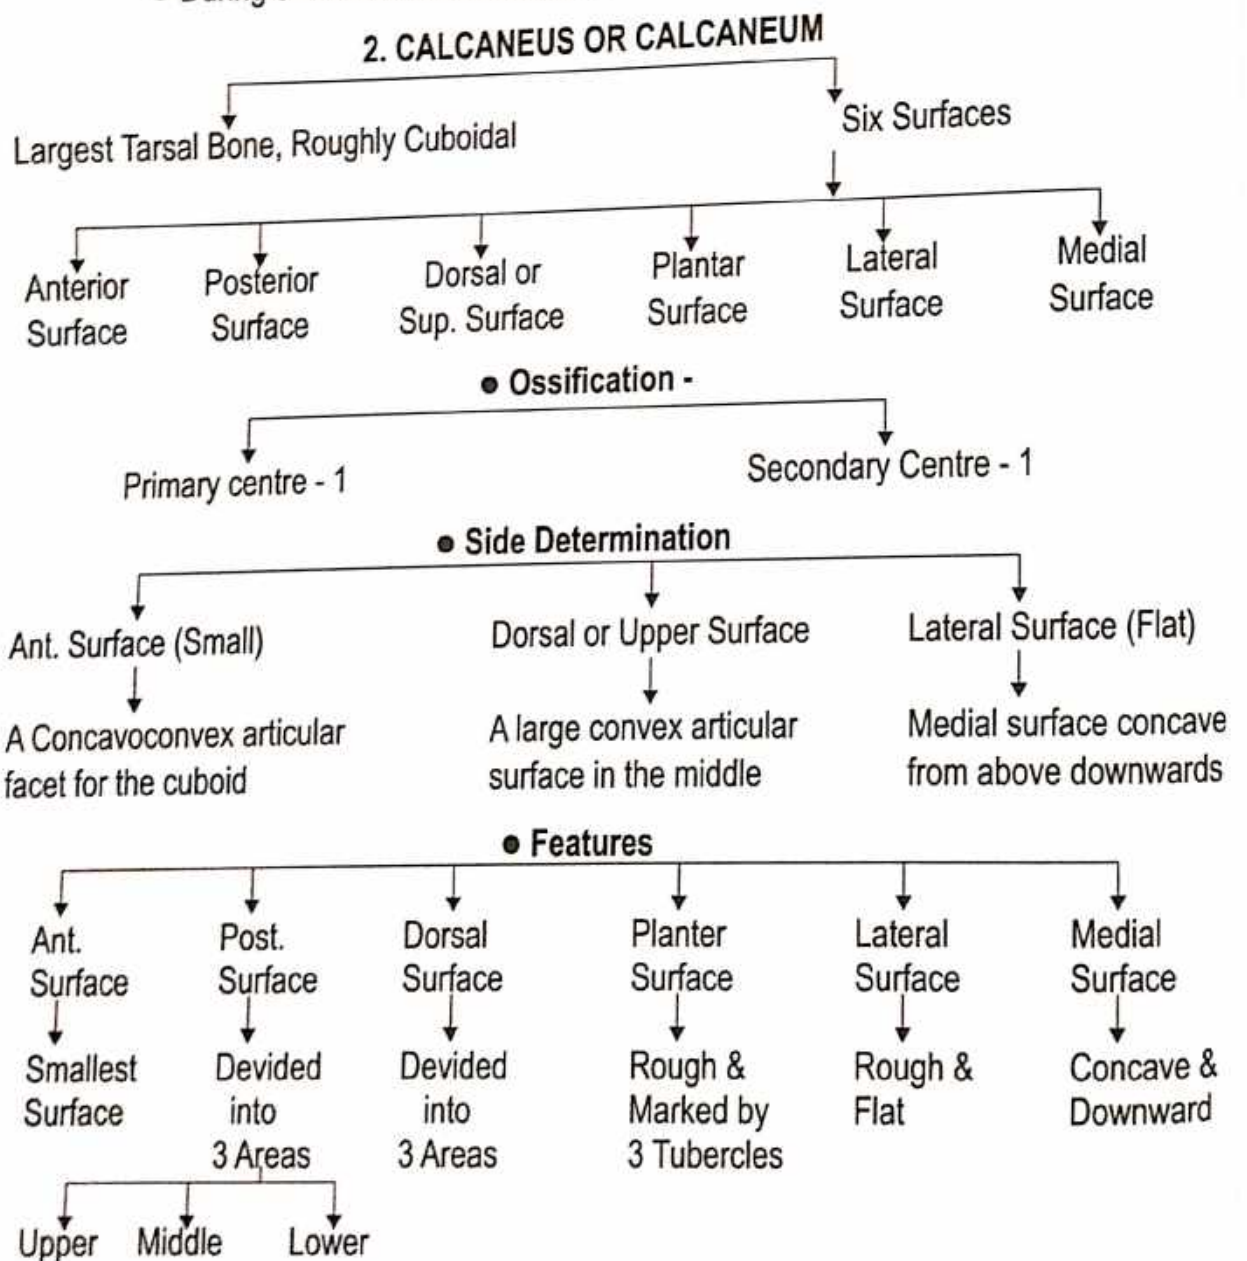 • During
2. CALCANEUS OR CALCANEUM
Largest Tarsal Bone, Roughly Cuboidal
Six Surfaces
Anterior
Surface
Posterior
Surface
Dorsal or
Sup. Surface
Plantar
Surface
Lateral
Surface
Medial
Surface
• Ossification -
Primary centre - 1
Secondary Centre - 1
• Side Determination
Ant. Surface (Small)
A Concavoconvex articular
facet for the cuboid
Dorsal or Upper Surface
A large convex articular
surface in the middle
Lateral Surface (Flat)
Medial surface concave
from above downwards
• Features
Ant.
Surface
Smallest
Surface
Post.
Surface
Devided
into
3 Areas
Upper Middle Lower
Dorsal
Surface
Devided
into
3 Areas
Planter
Surface
Rough &
Marked by
3 Tubercles
Lateral
Surface
Rough &
Flat
Medial
Surface
Concave &
Downward